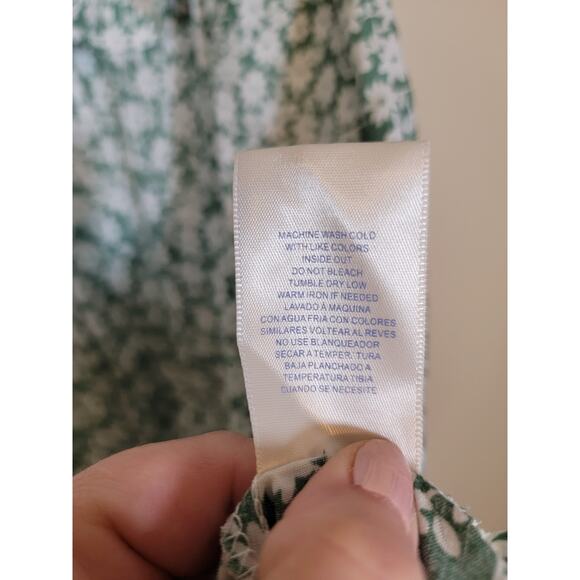 MACHINE WASH COLD
WITH LIKE COLORS
INSIDE OUT
DO NOT BLEACH
TUMBLE DRY LOW
WARM IRON IF NEEDED
LAVADO À MAQUINA
CON AGUA FRIA CON COLORES
SIMILARES VOLTEAR AL REVES
NO USE BLANQUEADOR
SECAR A TEMPERATURA
BAJA PLANCHADO A
TEMPERATURA TIBIA
CUANDO SE NECESITE